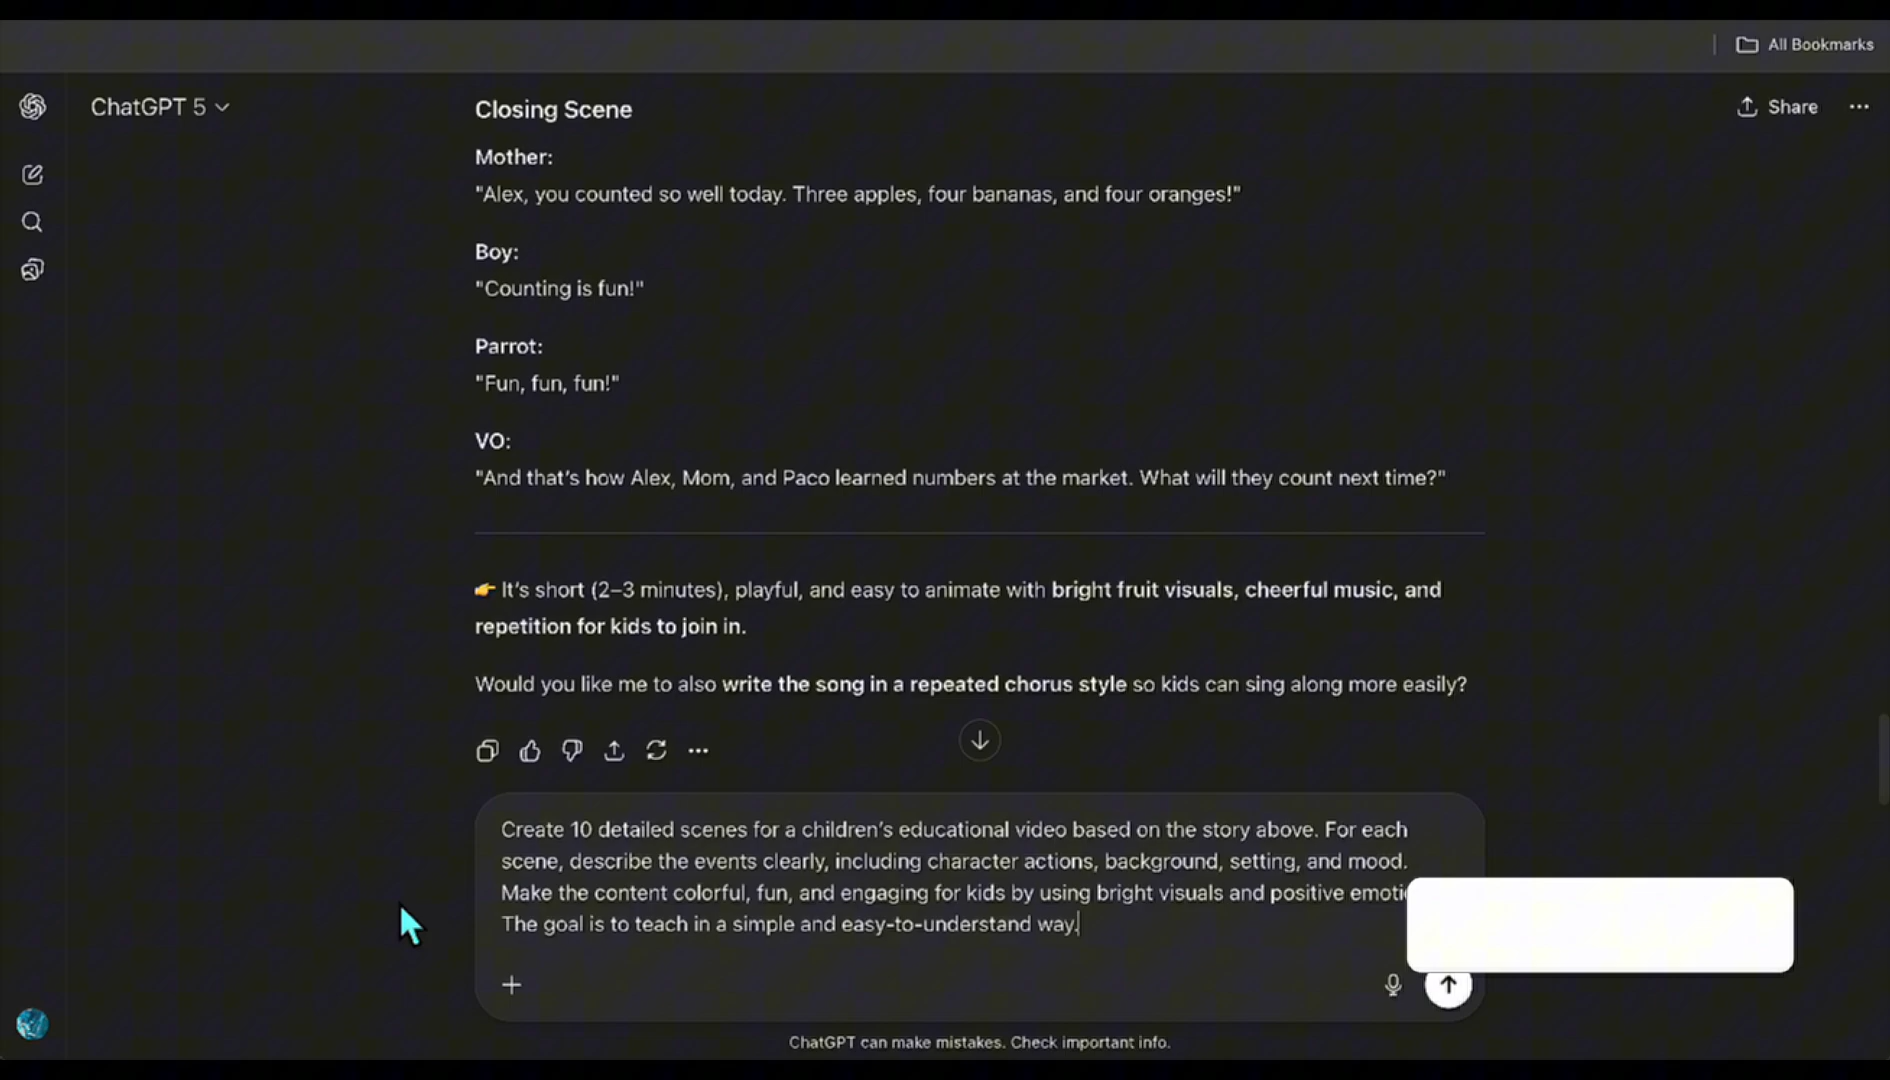 All Bookmarks
ChatGPT 5
Share
Closing Scene
Mother:
"Alex, you counted so well today. Three apples, four bananas, and four oranges!"
Boy:
"Counting is fun!"
Parrot:
"Fun, fun, fun!"
VO:
"And that's how Alex, Mom, and Paco learned numbers at the market. What will they count next time?"
👉 It's short (2–3 minutes), playful, and easy to animate with bright fruit visuals, cheerful music, and
repetition for kids to join in.
Would you like me to also write the song in a repeated chorus style so kids can sing along more easily?
Create 10 detailed scenes for a children's educational video based on the story above. For each
scene, describe the events clearly, including character actions, background, setting, and mood.
Make the content colorful, fun, and engaging for kids by using bright visuals and positive
The goal is to teach in a simple and easy-to-understand way.
ChatGPT can make mistakes. Check important info.